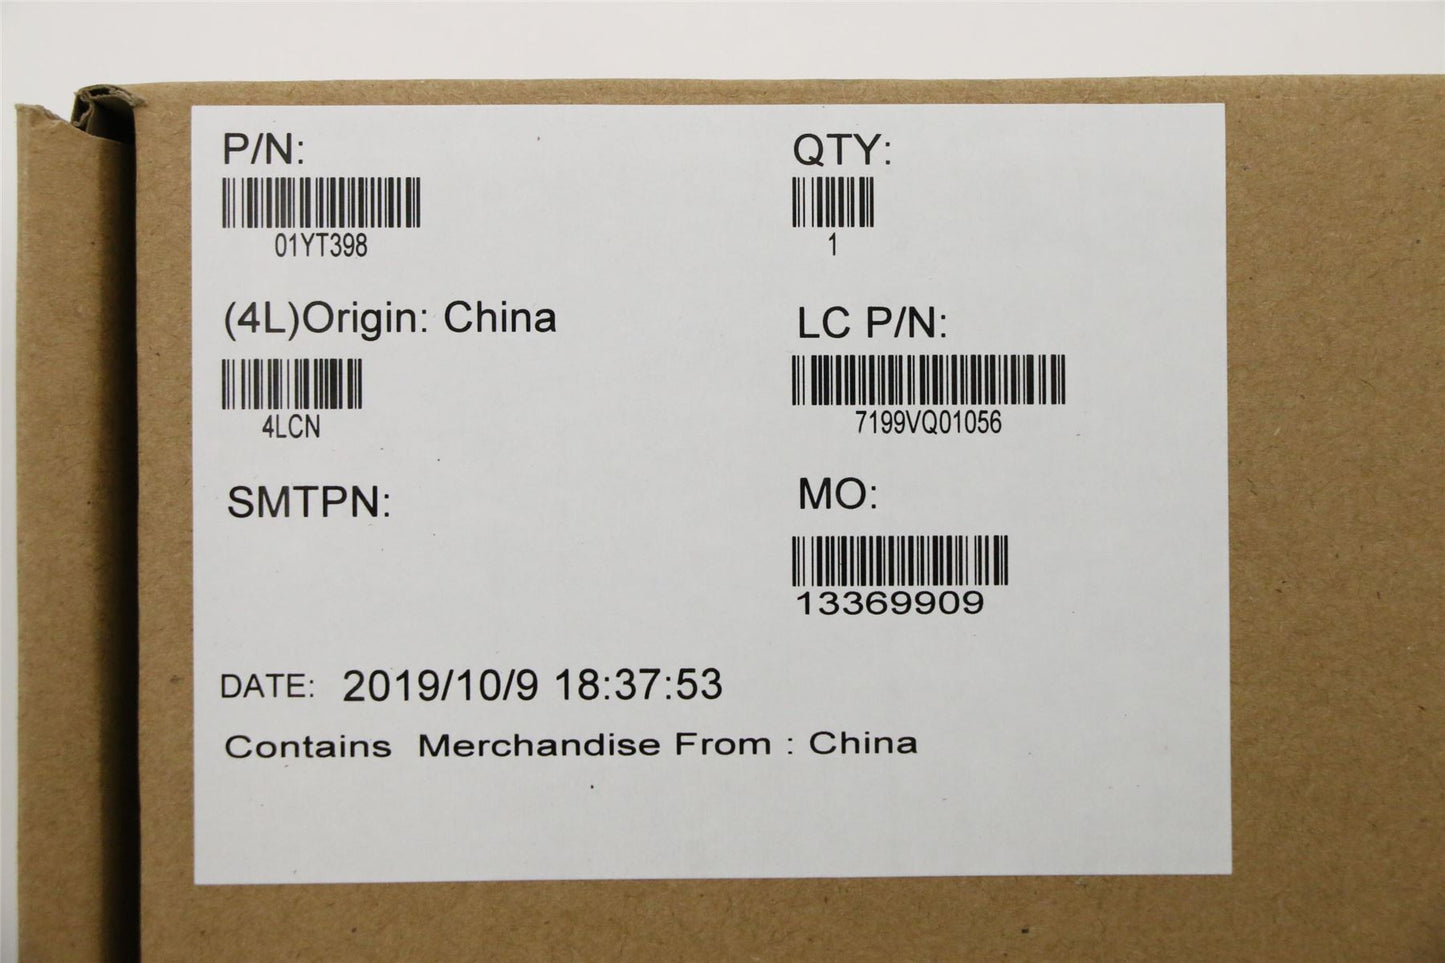 P/N:
01YT398
QTY:
1
(4L)Origin: China
4LCN
LC P/N:
7199VQ01056
SMTPN:
MO:
13369909
DATE: 2019/10/9 18:37:53
Contains Merchandise From : China